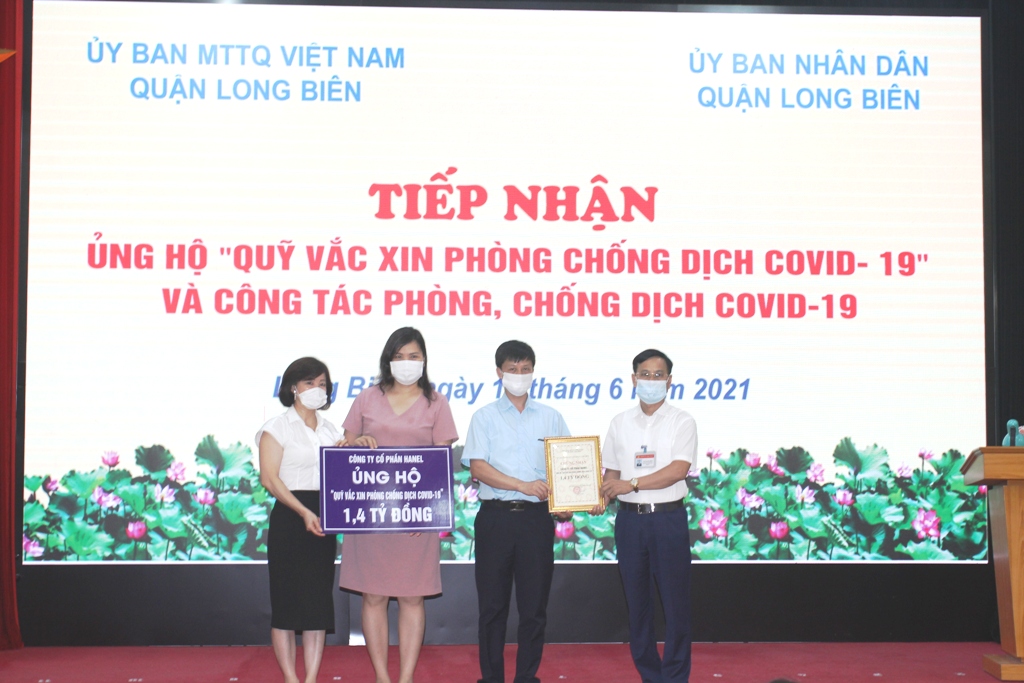 ỦY BAN MTTQ VIỆT NAM
QUẬN LONG BIÊN
ỦY BAN NHÂN DÂN
QUẬN LONG BIÊN
TIẾP NHẬN
ỦNG HỘ "QUỸ VẮC XIN PHÒNG CHỐNG DỊCH COVID- 19"
VÀ CÔNG TÁC PHÒNG, CHỐNG DỊCH COVID-19
tháng 6 2021
CÔNG TY CỔ PHẦN HANEL
ỦNG HỘ
"QUỸ VẮC XIN PHÒNG CHỐNG DỊCH COVID-19"
1,4 TỶ ĐỒNG